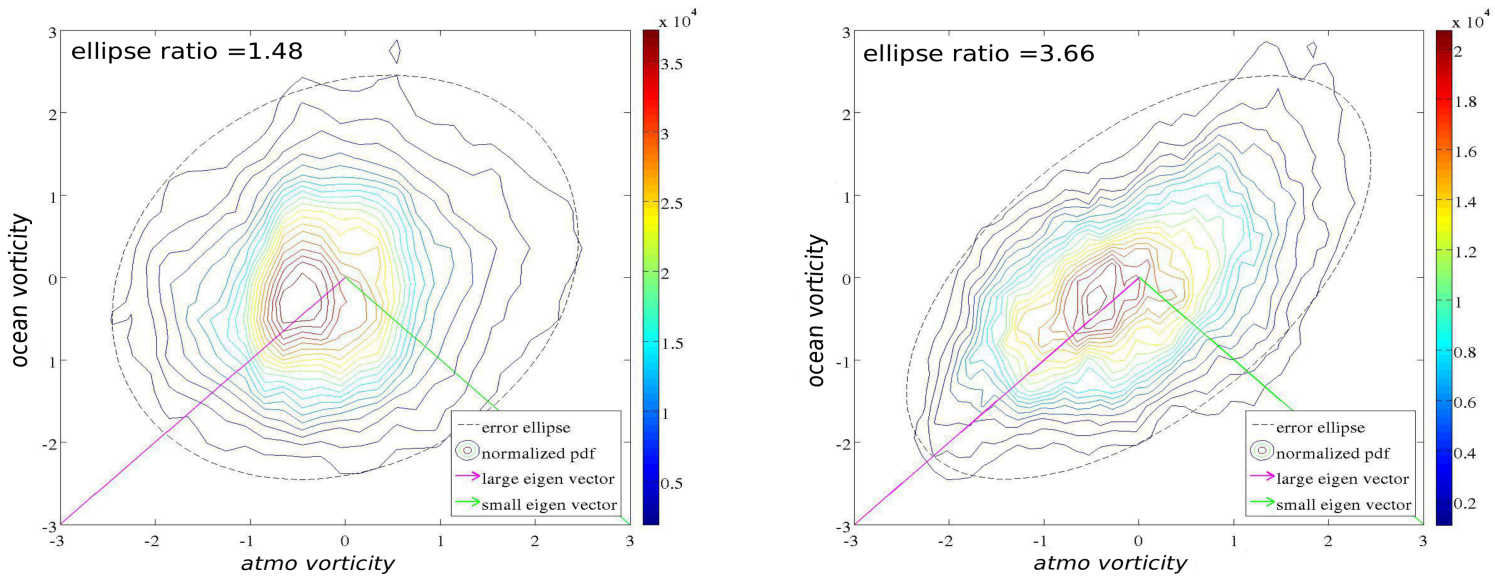 x 10⁴
ellipse ratio =1.48
3
2
1
0
-1
-2
-3
ocean vorticity
-3
-2
-1
0
1
2
3
atmo vorticity
error ellipse
normalized pdf
large eigen vector
small eigen vector
3.5
3
2.5
2
1.5
1
0.5
x 10⁴
ellipse ratio =3.66
3
2
1
0
-1
-2
-3
ocean vorticity
-3
-2
-1
0
1
2
3
atmo vorticity
error ellipse
normalized pdf
large eigen vector
small eigen vector
2
1.8
1.6
1.4
1.2
1
0.8
0.6
0.4
0.2